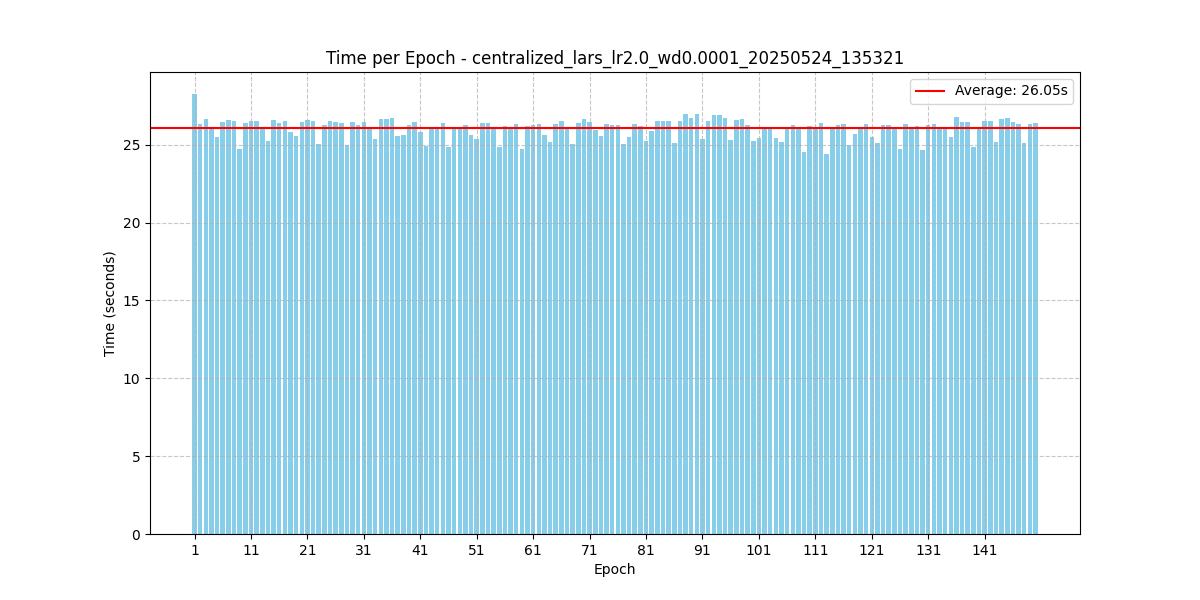 Time per Epoch - centralized_lars_lr2.0_wd0.0001_20250524_135321
Average: 26.05s
25
20
15
10
5
0
Time (seconds)
1 11 21 31 41 51 61 71 81 91 101 111 121 131 141
Epoch